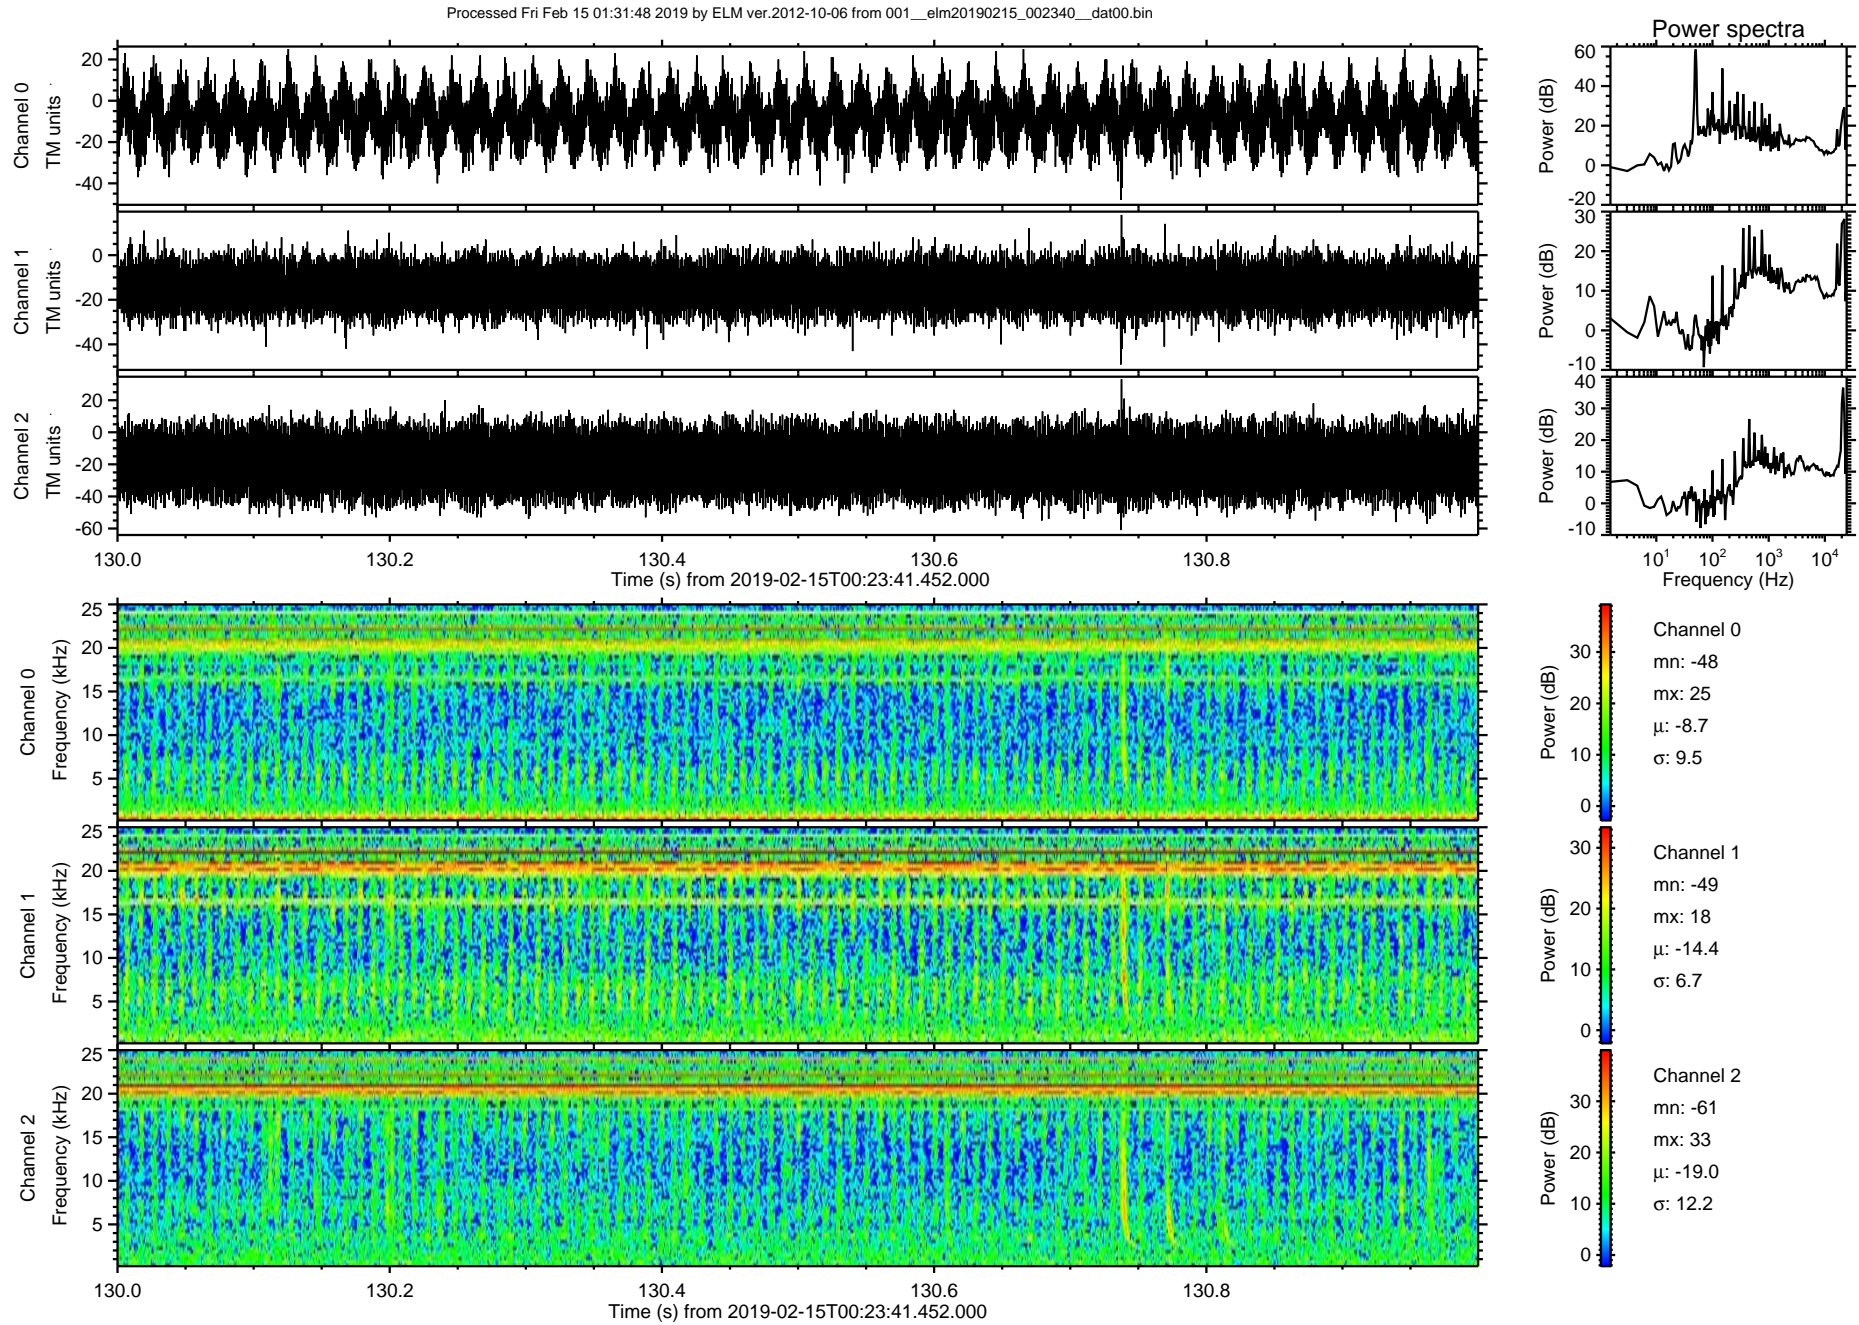 Processed Fri Feb 15 01:31:48 2019 by ELM ver.2012-10-06 from 001__elm20190215_002340__dat00.bin
Power spectra
Channel 0
TM units
20
0
-20
-40
Power (dB)
60
40
20
0
-20
Channel 1
TM units
0
-20
-40
Power (dB)
30
20
10
0
-10
Channel 2
TM units
20
0
-20
-40
-60
Power (dB)
40
30
20
10
0
-10
130.0 130.2 130.4 130.6 130.8
Time (s) from 2019-02-15T00:23:41.452.000
10^1 10^2 10^3 10^4
Frequency (Hz)
Channel 0
Frequency (kHz)
25
20
15
10
5
Power (dB)
30
20
10
0
Channel 0
mn: -48
mx: 25
µ: -8.7
σ: 9.5
Channel 1
Frequency (kHz)
25
20
15
10
5
Power (dB)
30
20
10
0
Channel 1
mn: -49
mx: 18
µ: -14.4
σ: 6.7
Channel 2
Frequency (kHz)
25
20
15
10
5
Power (dB)
30
20
10
0
Channel 2
mn: -61
mx: 33
µ: -19.0
σ: 12.2
130.0 130.2 130.4 130.6 130.8
Time (s) from 2019-02-15T00:23:41.452.000